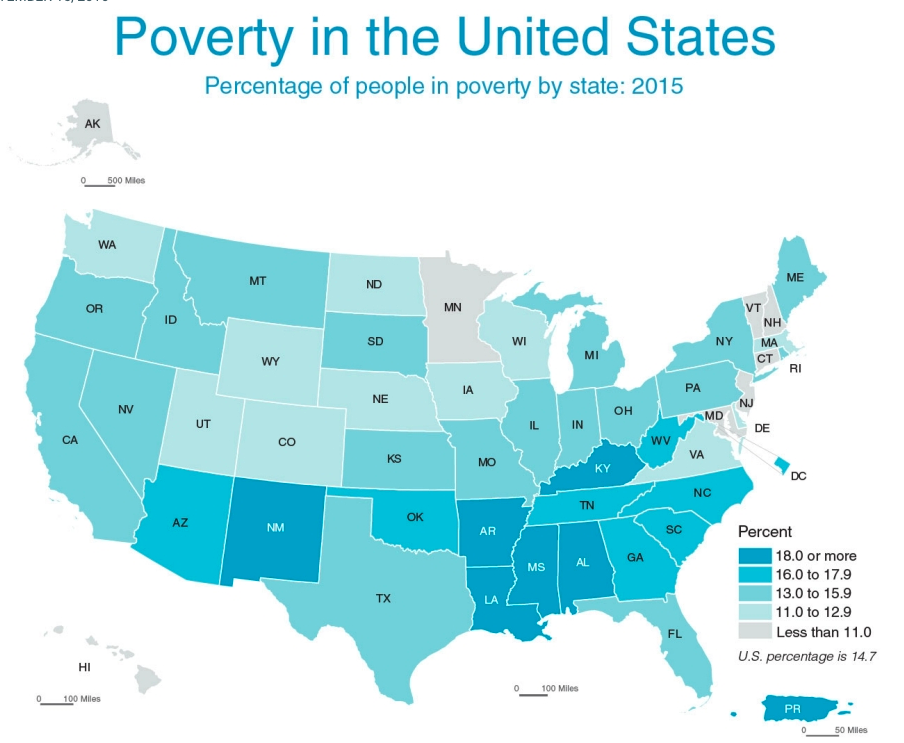 Poverty in the United States
Percentage of people in poverty by state: 2015
AK
0 500 Miles
WA
MT
ND
MN
ME
OR
ID
SD
WI
MI
VT
NH
NY
MA
CT
RI
WY
NE
IA
PA
NJ
NV
UT
CO
IL
IN
OH
MD
DE
CA
KS
MO
WV
VA
DC
KY
AZ
NM
OK
AR
TN
NC
SC
MS
AL
GA
TX
LA
FL
Percent
18.0 or more
16.0 to 17.9
13.0 to 15.9
11.0 to 12.9
Less than 11.0
U.S. percentage is 14.7
HI
0 100 Miles
0 100 Miles
PR
0 50 Miles